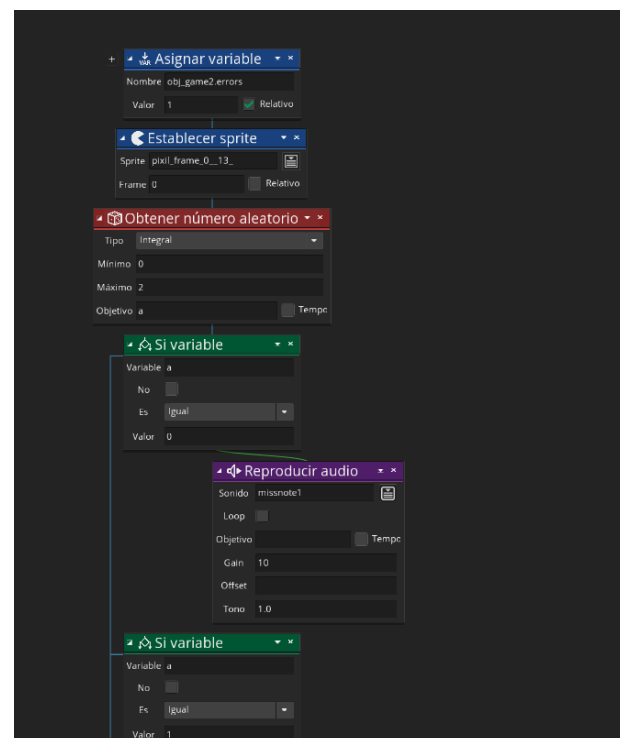 Asignar variable
Nombre obj_game2.errors
Valor 1 Relativo
Establecer sprite
Sprite pixil_frame_0__13_
Frame 0 Relativo
Obtener número aleatorio
Tipo Integral
Mínimo 0
Máximo 2
Objetivo a Tempo
Si variable
Variable a
No
Es Igual
Valor 0
Reproducir audio
Sonido missnote1
Loop
Objetivo Tempo
Gain 10
Offset
Tono 1.0
Si variable
Variable a
No
Es Igual
Valor 1